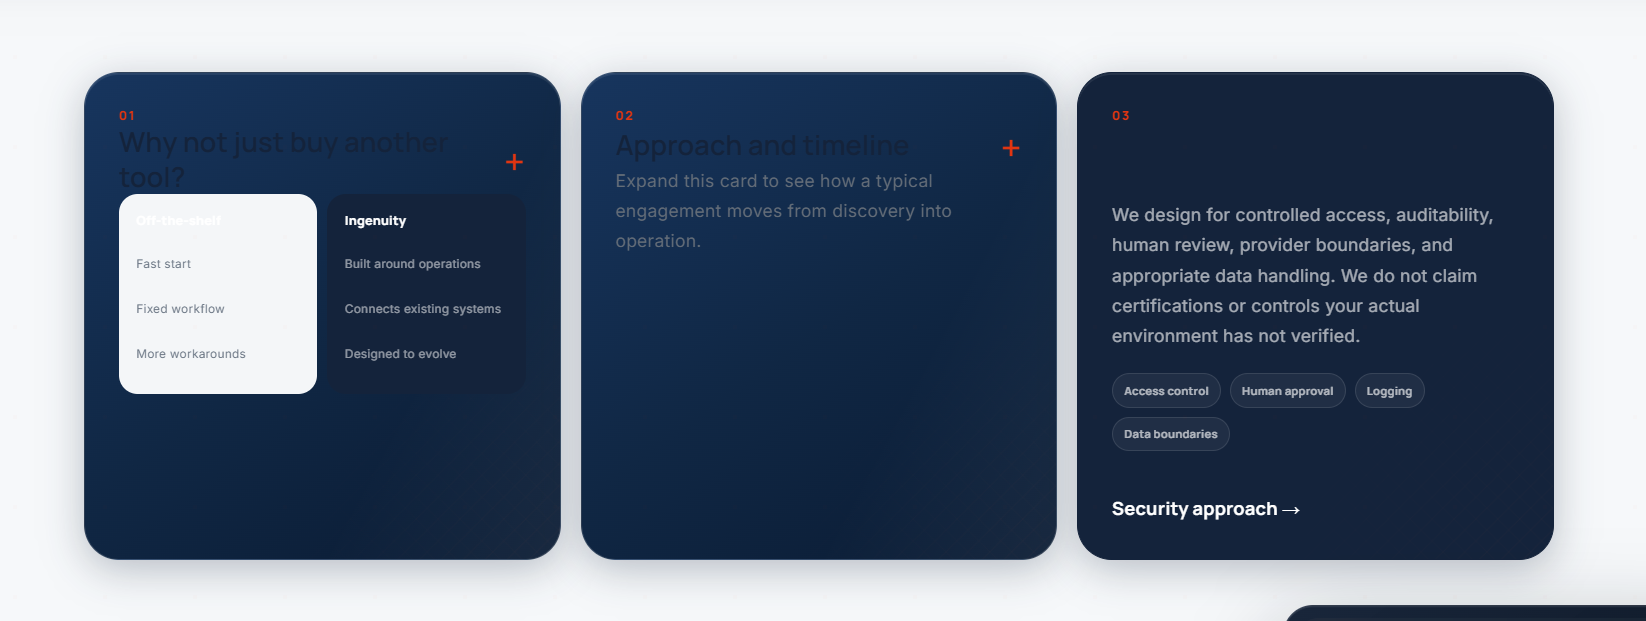 01
Why not just buy another
tool?
+
Off-the-shelf
Fast start
Fixed workflow
More workarounds
Ingenuity
Built around operations
Connects existing systems
Designed to evolve
02
Approach and timeline
+
Expand this card to see how a typical
engagement moves from discovery into
operation.
03
We design for controlled access, auditability,
human review, provider boundaries, and
appropriate data handling. We do not claim
certifications or controls your actual
environment has not verified.
Access control
Human approval
Logging
Data boundaries
Security approach →